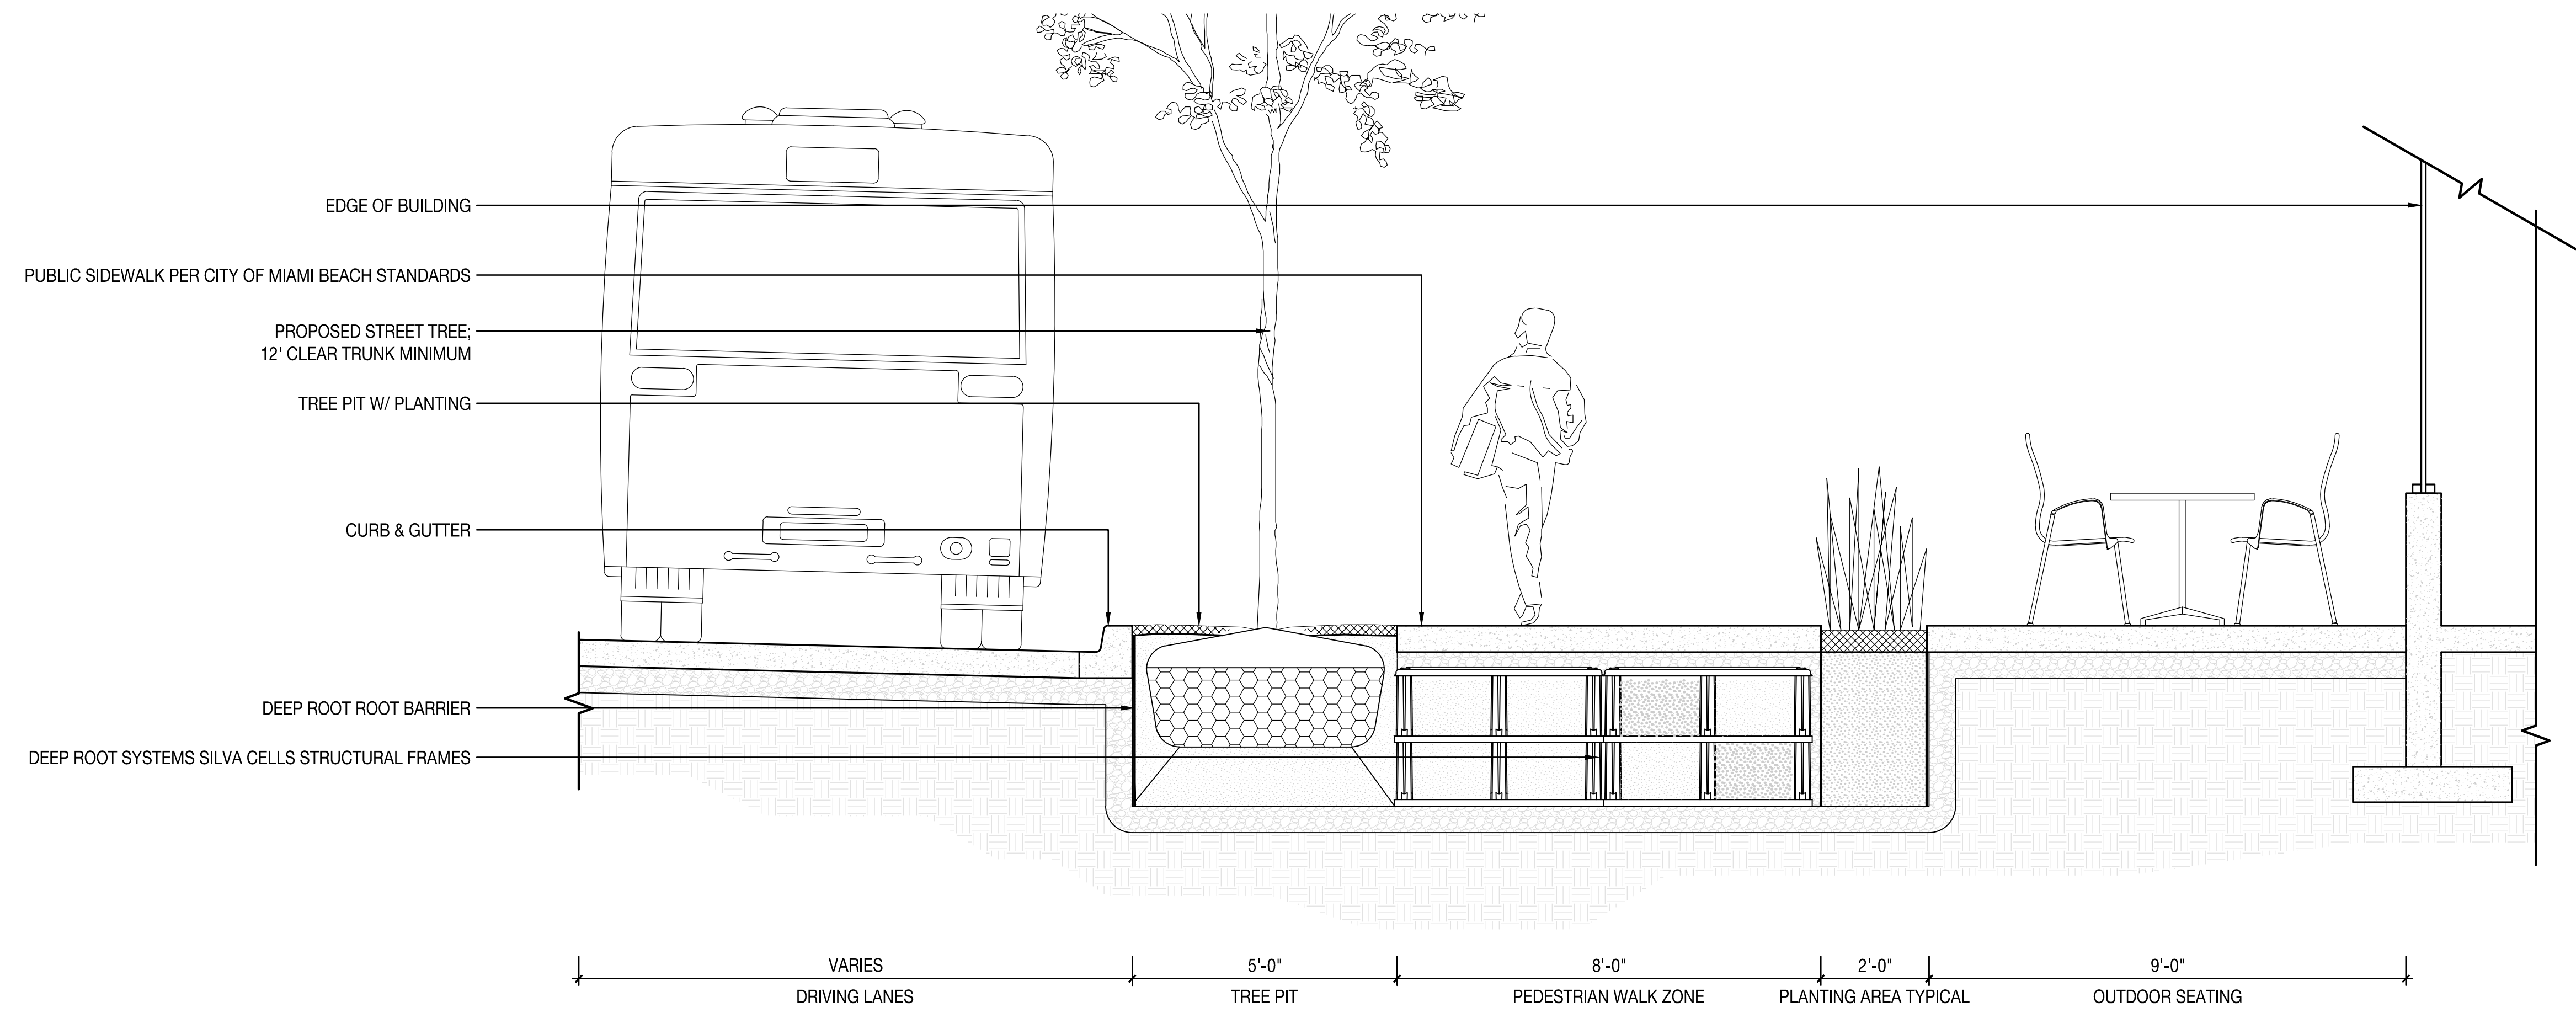 EDGE OF BUILDING
PUBLIC SIDEWALK PER CITY OF MIAMI BEACH STANDARDS
PROPOSED STREET TREE;
12' CLEAR TRUNK MINIMUM
TREE PIT W/ PLANTING
CURB & GUTTER
DEEP ROOT ROOT BARRIER
DEEP ROOT SYSTEMS SILVA CELLS STRUCTURAL FRAMES
VARIES
DRIVING LANES
5'-0"
TREE PIT
8'-0"
PEDESTRIAN WALK ZONE
2'-0"
PLANTING AREA TYPICAL
9'-0"
OUTDOOR SEATING